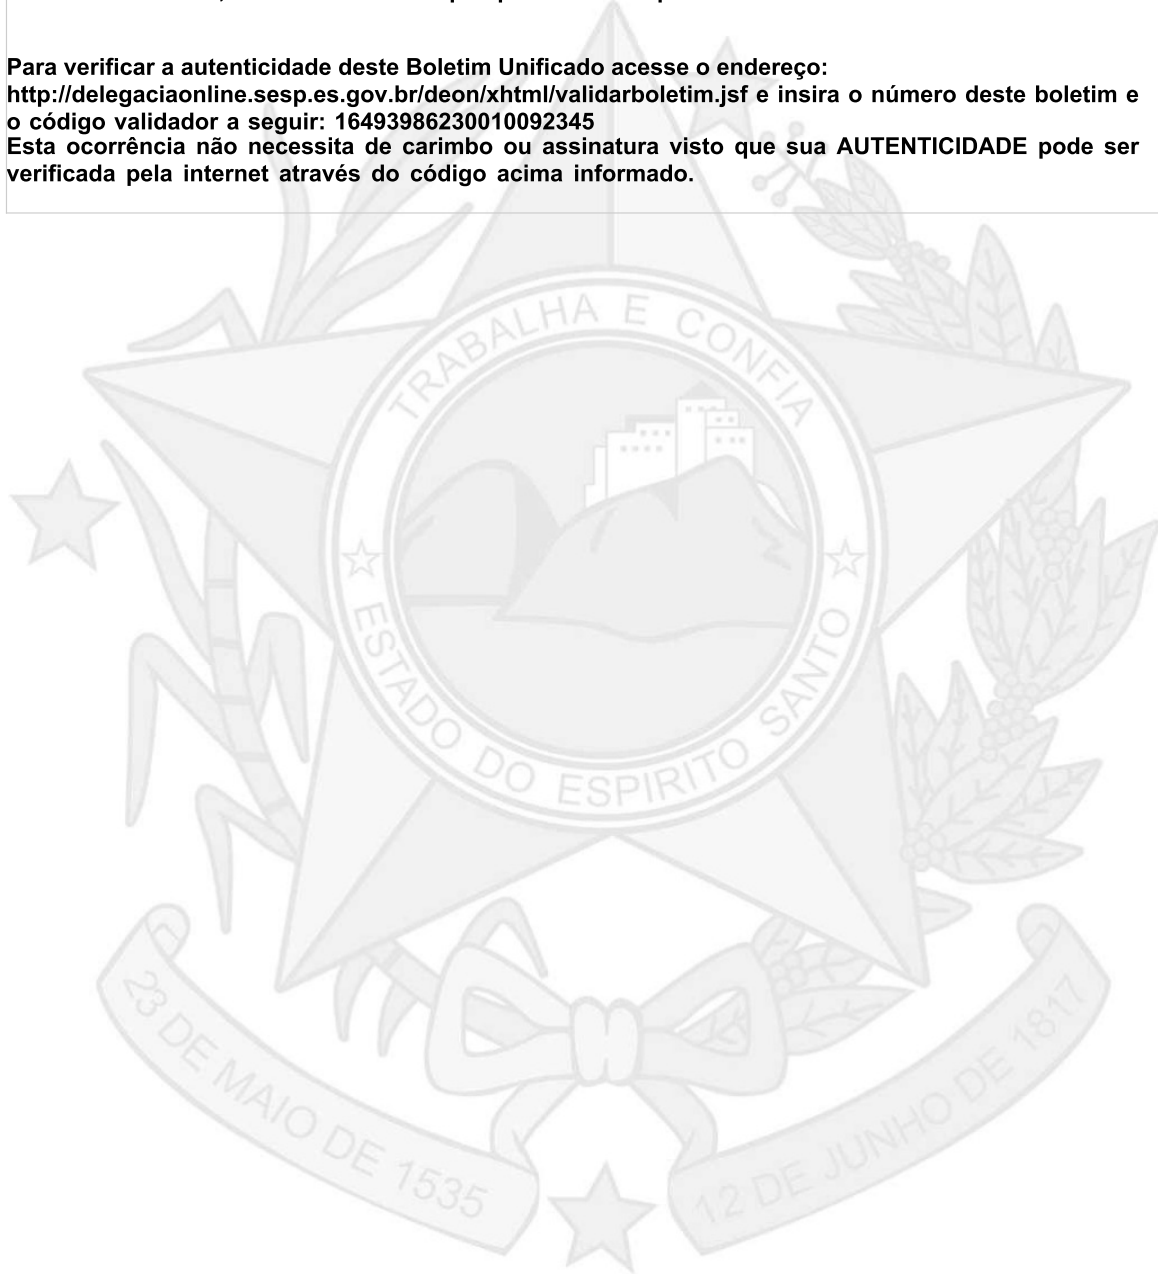 Para verificar a autenticidade deste Boletim Unificado acesse o endereço:
http://delegaciaonline.sesp.es.gov.br/deon/xhtml/validarboletim.jsf e insira o número deste boletim e
o código validador a seguir: 16493986230010092345
Esta ocorrência não necessita de carimbo ou assinatura visto que sua AUTENTICIDADE pode ser
verificada pela internet através do código acima informado.
TRABALHA E CONFIA
ESTADO DO ESPIRITO SANTO
23 DE MAIO DE 1535
12 DE JUNHO DE 1817